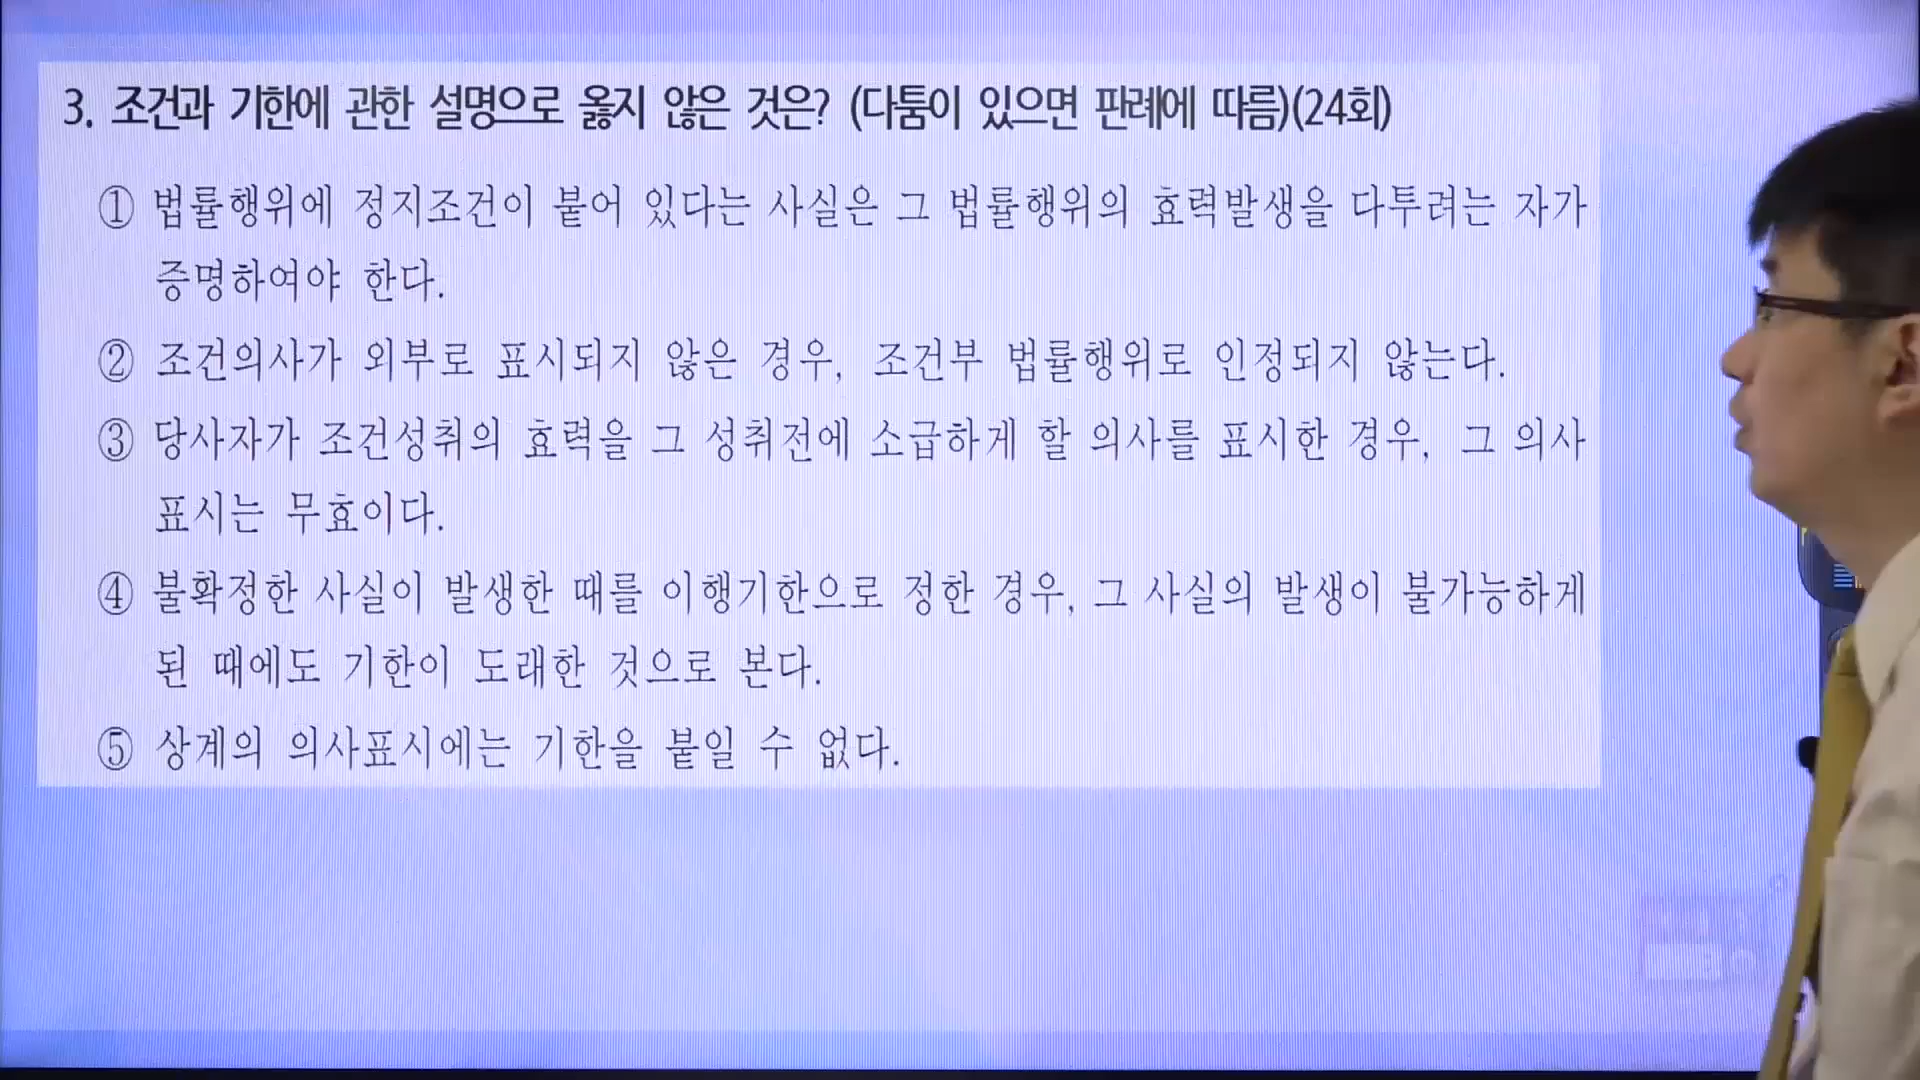 3. 조건과 기한에 관한 설명으로 옳지 않은 것은? (다툼이 있으면 판례에 따름)(24회)
① 법률행위에 정지조건이 붙어 있다는 사실은 그 법률행위의 효력발생을 다투려는 자가
증명하여야 한다.
② 조건의사가 외부로 표시되지 않은 경우, 조건부 법률행위로 인정되지 않는다.
③ 당사자가 조건성취의 효력을 그 성취전에 소급하게 할 의사를 표시한 경우, 그 의사
표시는 무효이다.
④ 불확정한 사실이 발생한 때를 이행기한으로 정한 경우, 그 사실의 발생이 불가능하게
된 때에도 기한이 도래한 것으로 본다.
⑤ 상계의 의사표시에는 기한을 붙일 수 없다.